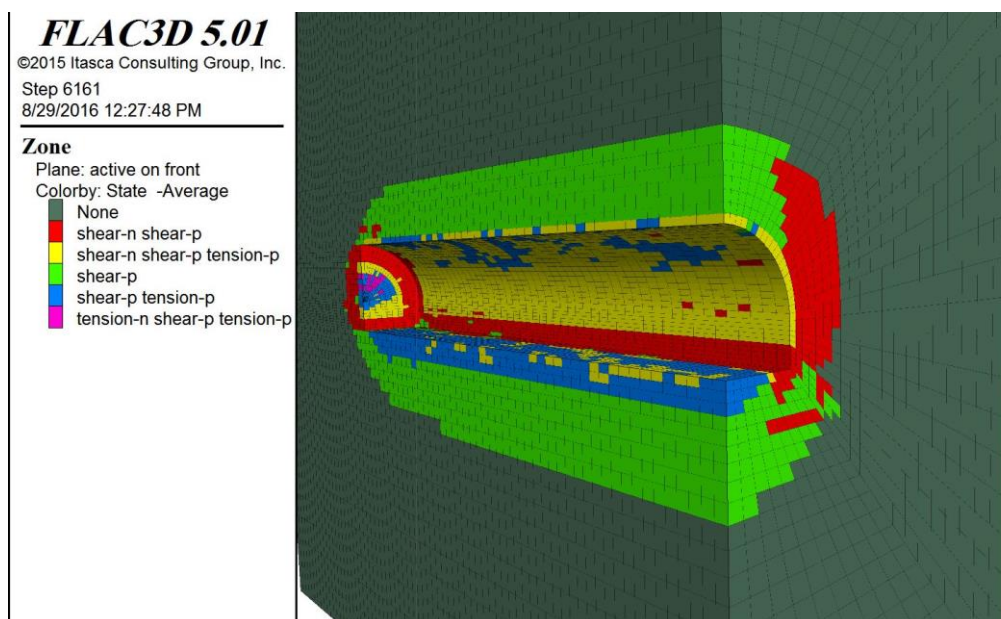 FLAC3D 5.01
©2015 Itasca Consulting Group, Inc.
Step 6161
8/29/2016 12:27:48 PM
Zone
Plane: active on front
Colorby: State -Average
None
shear-n shear-p
shear-n shear-p tension-p
shear-p
shear-p tension-p
tension-n shear-p tension-p